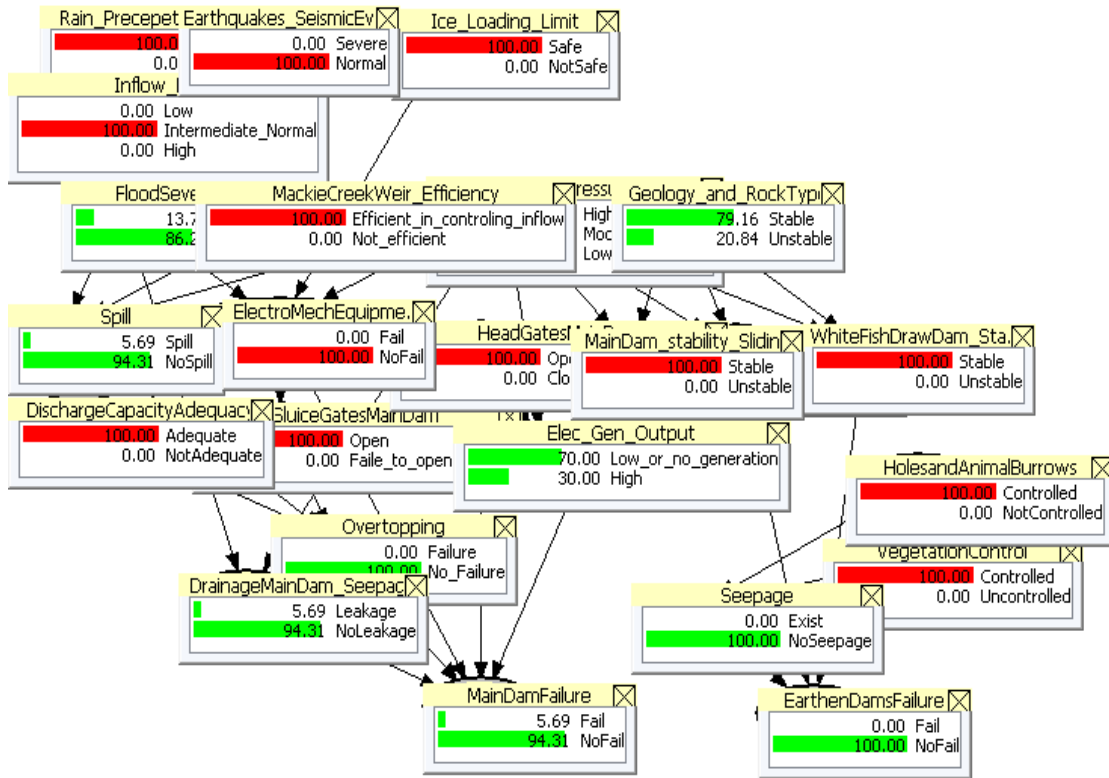 Rain_Precepet
100.0
0.0
Earthquakes_SeismicEv
0.00 Severe
100.00 Normal
Ice_Loading_Limit
100.00 Safe
0.00 NotSafe
Inflow_
0.00 Low
100.00 Intermediate_Normal
0.00 High
FloodSeve
13.7
86.2
MackieCreekWeir_Efficiency
100.00 Efficient_in_controling_inflow
0.00 Not_efficient
ressu
High
Low
Geology_and_RockTyp
79.16 Stable
20.84 Unstable
Spill
5.69 Spill
94.31 NoSpill
ElectroMechEquipme.
0.00 Fail
100.00 NoFail
HeadGatesM
100.00 Ope
0.00 Clo
MainDam_stability_Slidin
100.00 Stable
0.00 Unstable
WhiteFishDrawDam_Sta.
100.00 Stable
0.00 Unstable
DischargeCapacityAdequacy
100.00 Adequate
0.00 NotAdequate
SluiceGatesMainDam
100.00 Open
0.00 Faile_to_open
Elec_Gen_Output
70.00 Low_or_no_generation
30.00 High
HolesandAnimalBurrows
100.00 Controlled
0.00 NotControlled
Overtopping
0.00 Failure
100.00 No_Failure
VegetationControl
100.00 Controlled
0.00 Uncontrolled
DrainageMainDam_Seepag
5.69 Leakage
94.31 NoLeakage
Seepage
0.00 Exist
100.00 NoSeepage
MainDamFailure
5.69 Fail
94.31 NoFail
EarthenDamsFailure
0.00 Fail
100.00 NoFail